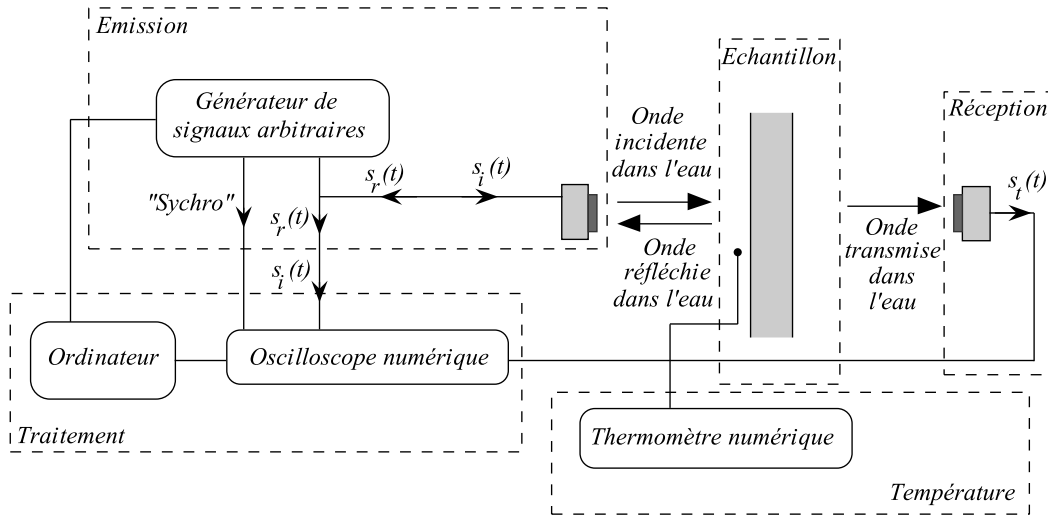 Emission
Générateur de
signaux arbitraires
"Sychro"
s_r(t)
s_i(t)
s_r(t)
s_i(t)
Onde
incidente
dans l'eau
Onde
réfléchie
dans l'eau
Echantillon
Onde
transmise
dans
l'eau
Réception
s_t(t)
Ordinateur
Oscilloscope numérique
Traitement
Thermomètre numérique
Température